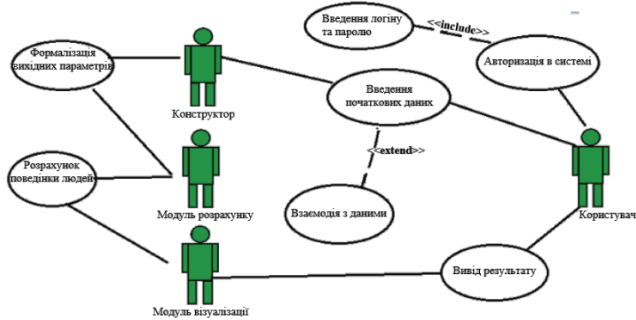 Введення логіну
та паролю
<<include>>
Авторизація в системі
Формалізація
вихідних параметрів
Конструктор
Введення
початкових даних
<<extend>>
Розрахунок
поведінки людей
Модуль розрахунку
Взаємодія з даними
Користувач
Вивід результату
Модуль візуалізації